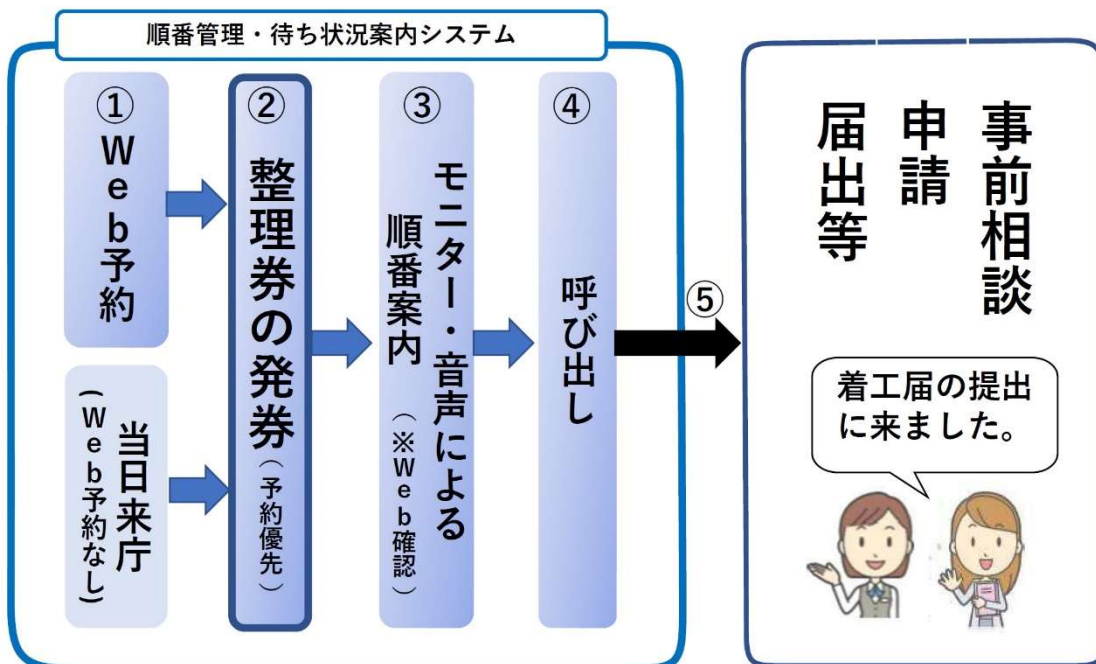 順番管理・待ち状況案内システム
①
Web予約
当日来庁
(Web予約なし)
②
整理券の発券(予約優先)
③
モニター・音声による
順番案内(※Web確認)
④
呼び出し
⑤
事前相談
申請
届出等
着工届の提出
に来ました。